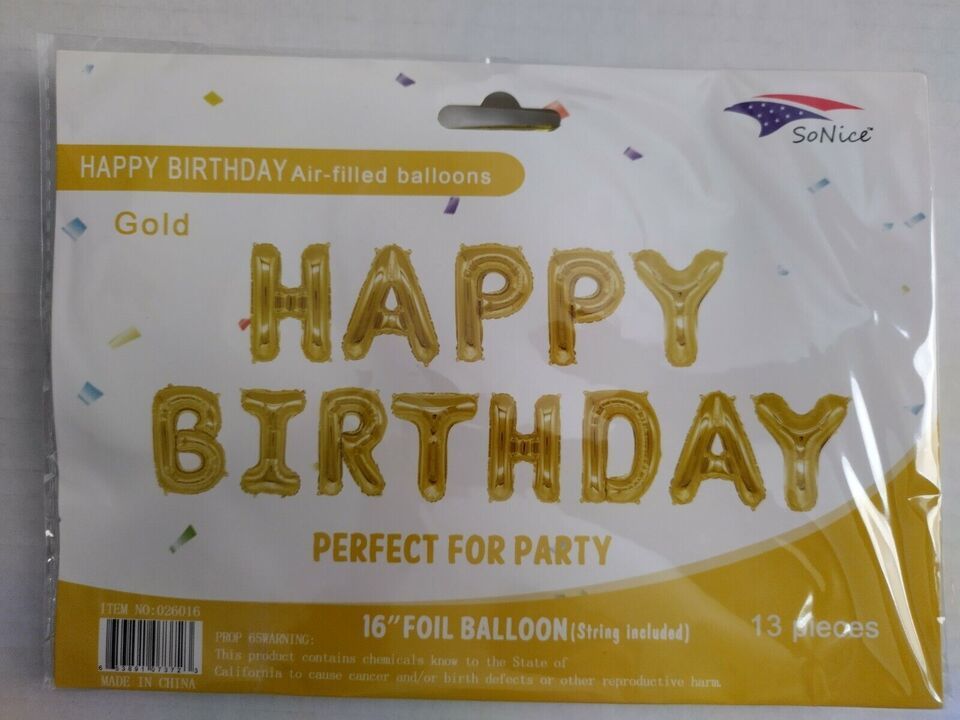 SoNice™
HAPPY BIRTHDAY Air-filled balloons
Gold
HAPPY
BIRTHDAY
PERFECT FOR PARTY
16" FOIL BALLOON (String included)
13 pieces
ITEM NO:026016
MADE IN CHINA
PROP 65WARNING:
This product contains chemicals know to the State of
California to cause cancer and/or birth defects or other reproductive harm.